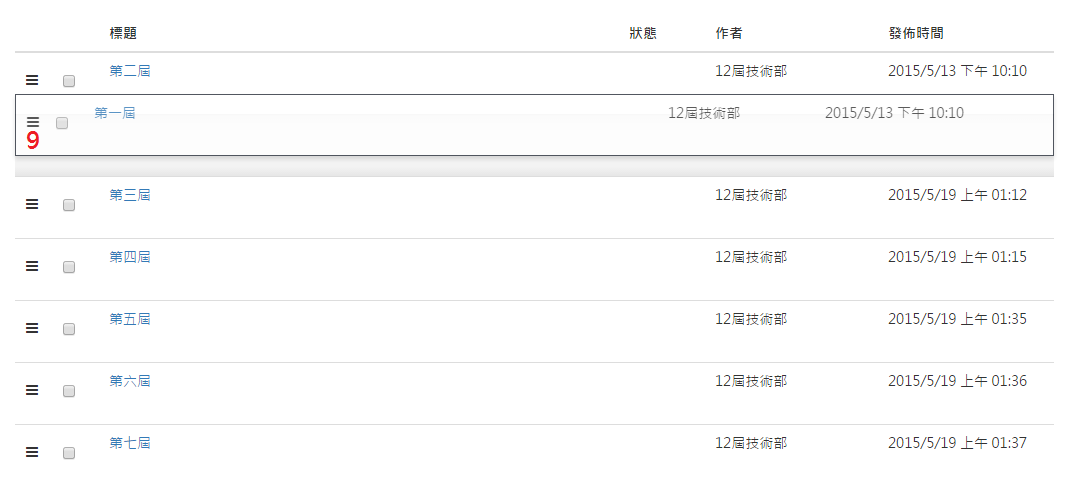 標題 狀態 作者 發佈時間
第二屆 12屆技術部 2015/5/13 下午 10:10
第一屆 12屆技術部 2015/5/13 下午 10:10
9
第三屆 12屆技術部 2015/5/19 上午 01:12
第四屆 12屆技術部 2015/5/19 上午 01:15
第五屆 12屆技術部 2015/5/19 上午 01:35
第六屆 12屆技術部 2015/5/19 上午 01:36
第七屆 12屆技術部 2015/5/19 上午 01:37